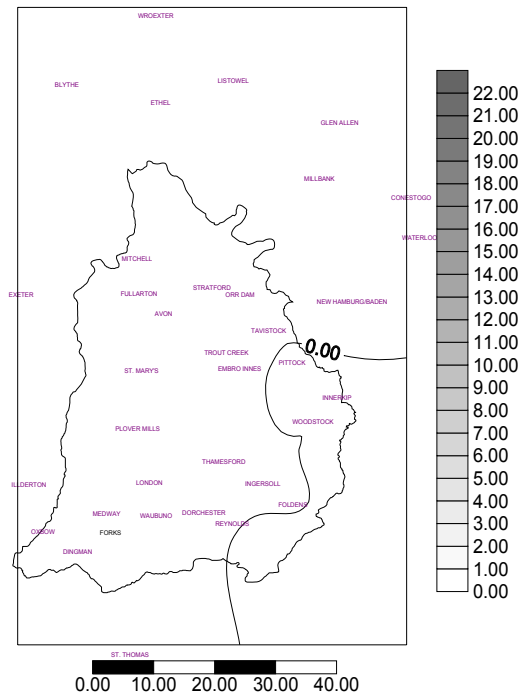 WROEXTER
LISTOWEL
BLYTHE
ETHEL
GLEN ALLEN
MILLBANK
CONESTOGO
WATERLOO
MITCHELL
STRATFORD
EXETER
FULLARTON
ORR DAM
NEW HAMBURG/BADEN
AVON
TAVISTOCK
0.00
TROUT CREEK
PITTOCK
ST. MARY'S
EMBRO INNES
INNERKIP
WOODSTOCK
PLOVER MILLS
THAMESFORD
ILLDERTON
LONDON
INGERSOLL
FOLDENS
MEDWAY
WAUBUNO
DORCHESTER
REYNOLDS
OXBOW
FORKS
DINGMAN
ST. THOMAS
0.00 10.00 20.00 30.00 40.00
22.00
21.00
20.00
19.00
18.00
17.00
16.00
15.00
14.00
13.00
12.00
11.00
10.00
9.00
8.00
7.00
6.00
5.00
4.00
3.00
2.00
1.00
0.00